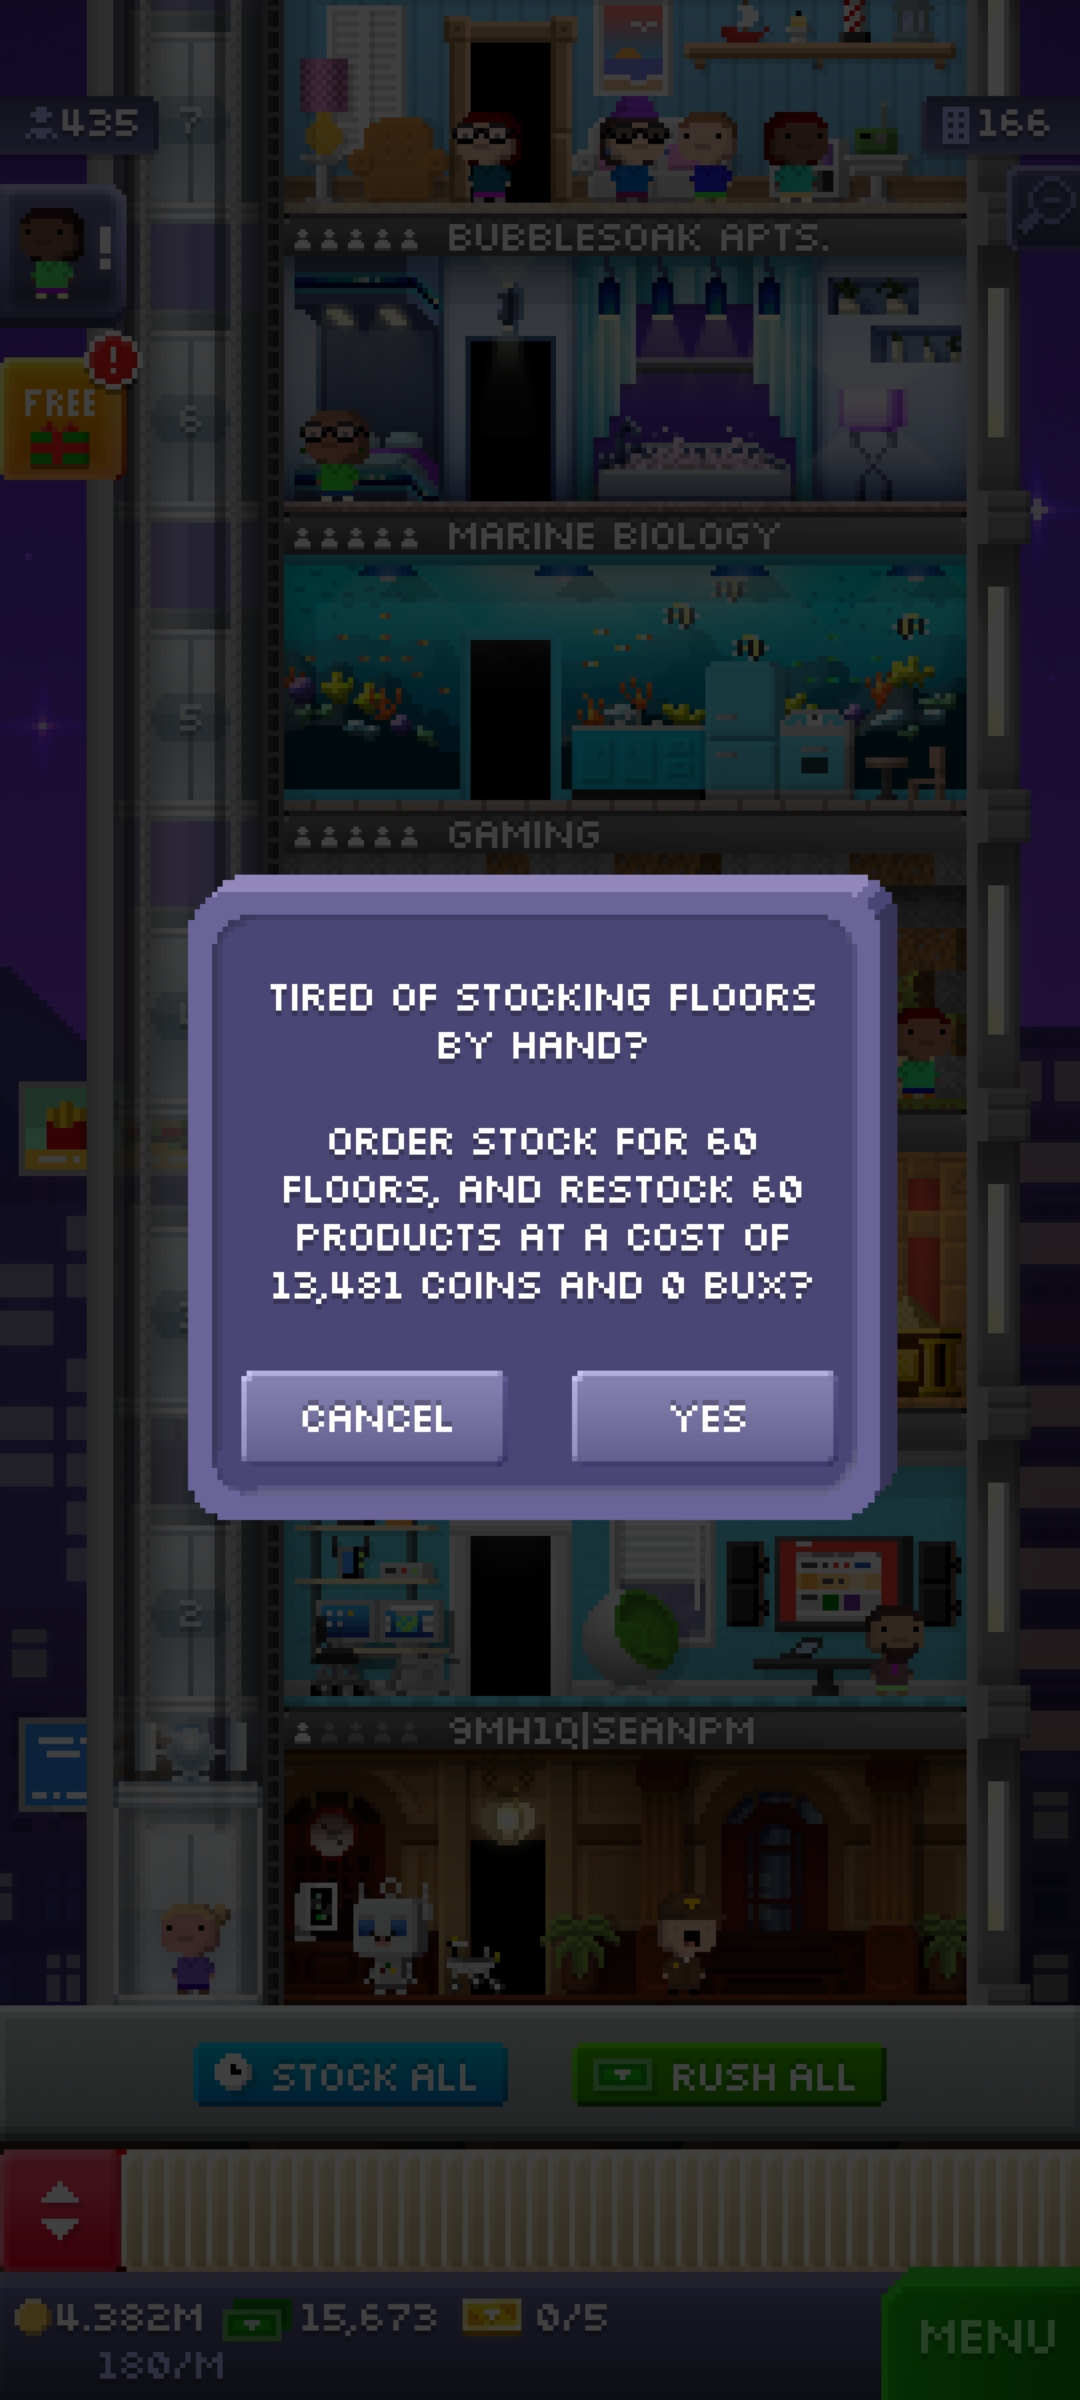 435
7
166
!
BUBBLESOAK APTS.
!
FREE
6
MARINE BIOLOGY
5
GAMING
TIRED OF STOCKING FLOORS
BY HAND?
ORDER STOCK FOR 60
FLOORS, AND RESTOCK 60
PRODUCTS AT A COST OF
13,481 COINS AND 0 BUX?
CANCEL
YES
2
9MH1Q|SEANPM
STOCK ALL
RUSH ALL
4.382M
15,673
0/5
180/M
MENU